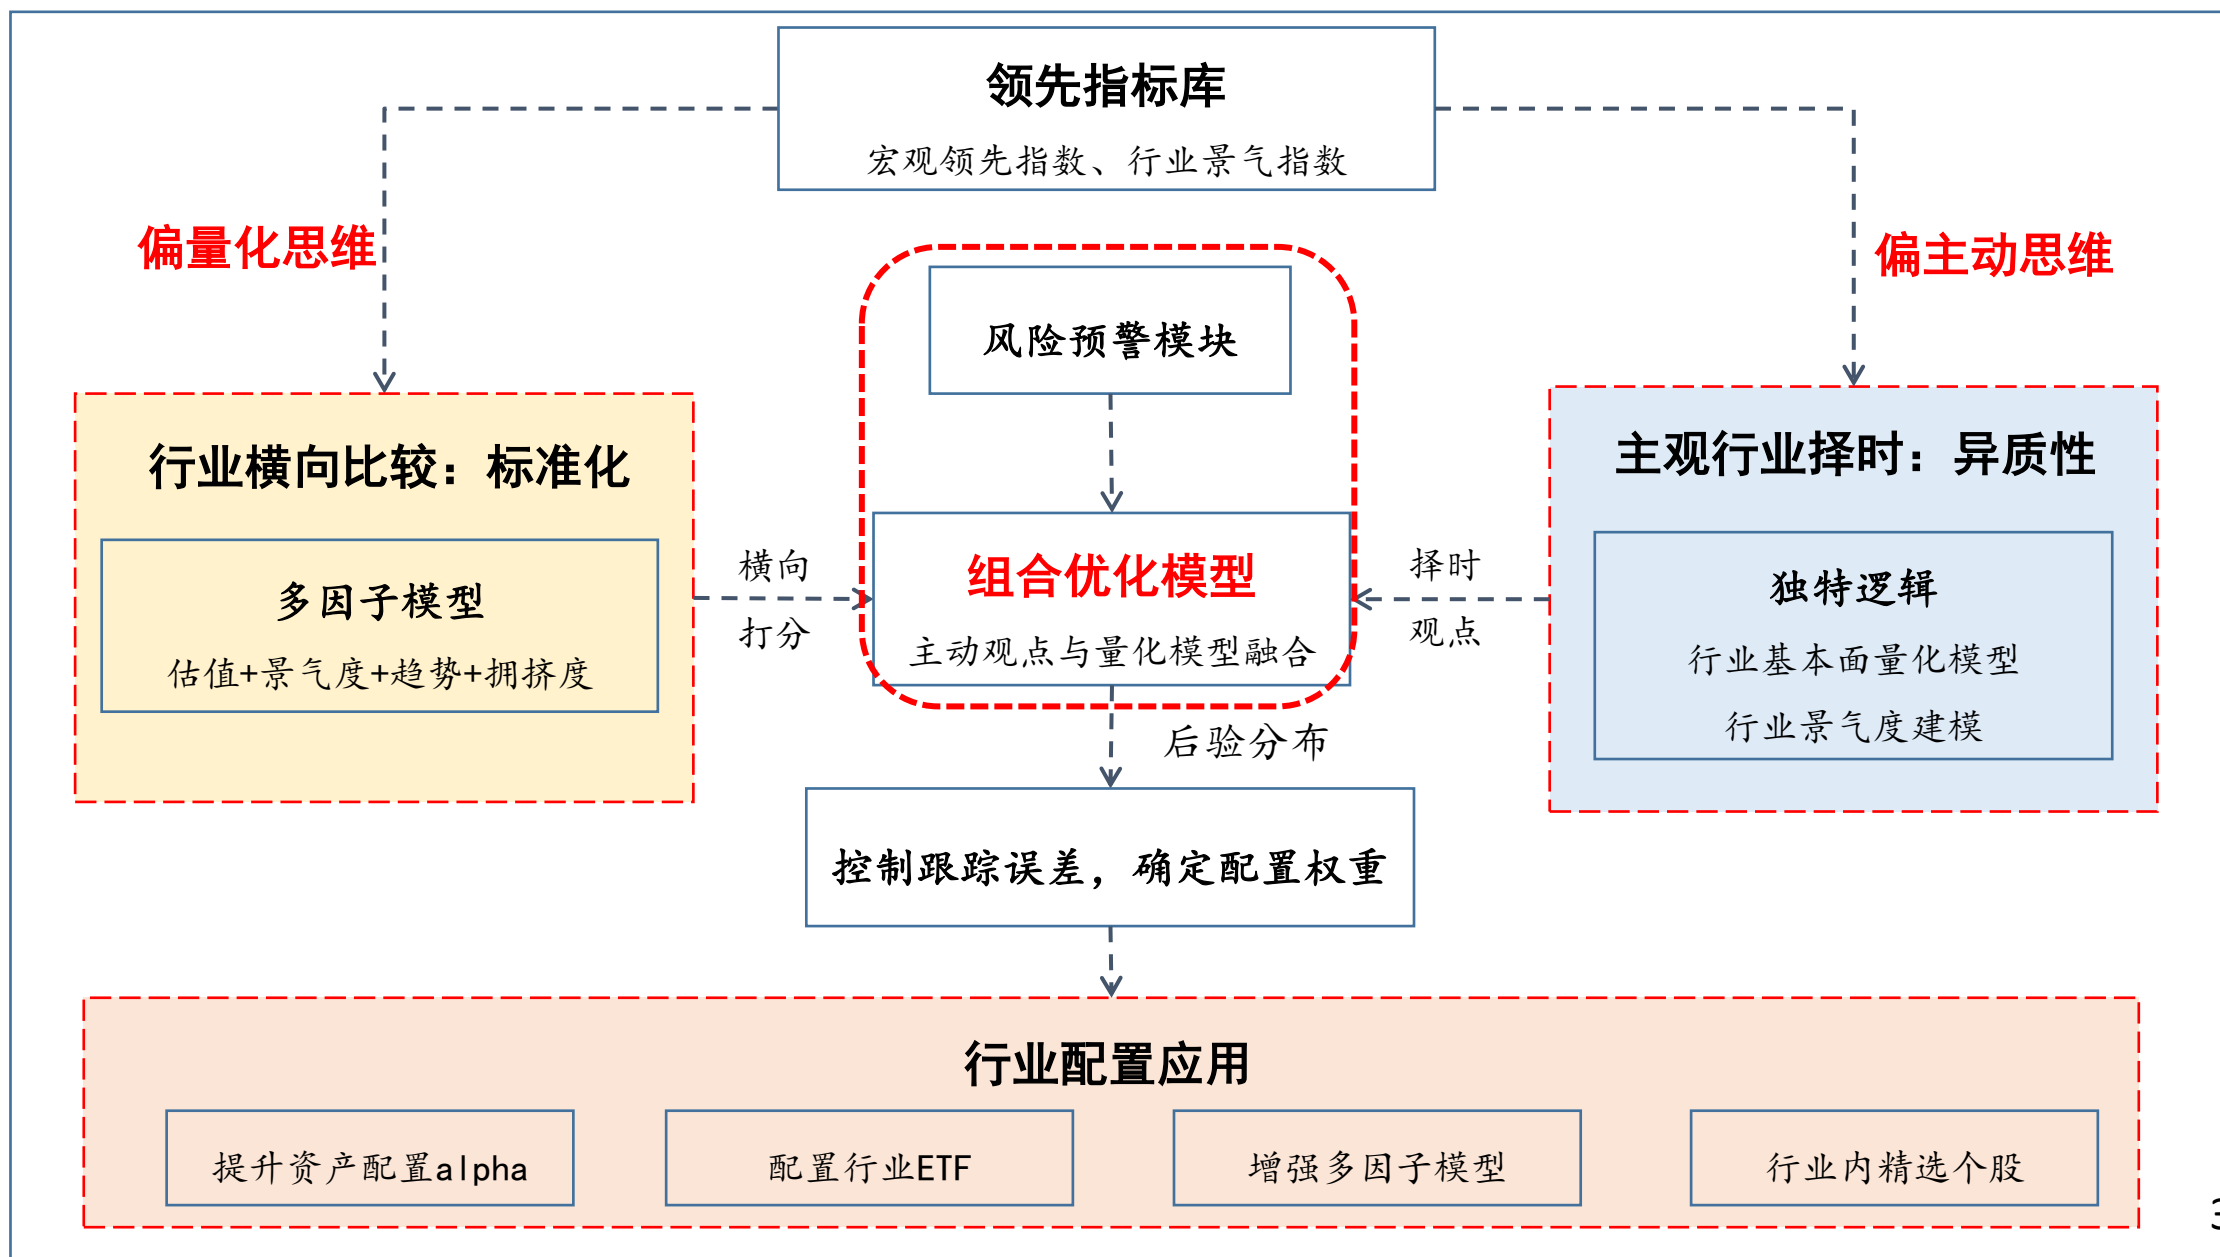 领先指标库
宏观领先指数、行业景气指数
偏量化思维
偏主动思维
风险预警模块
行业横向比较：标准化
多因子模型
估值+景气度+趋势+拥挤度
横向
打分
组合优化模型
主动观点与量化模型融合
择时
观点
主观行业择时：异质性
独特逻辑
行业基本面量化模型
行业景气度建模
后验分布
控制跟踪误差，确定配置权重
行业配置应用
提升资产配置alpha
配置行业ETF
增强多因子模型
行业内精选个股